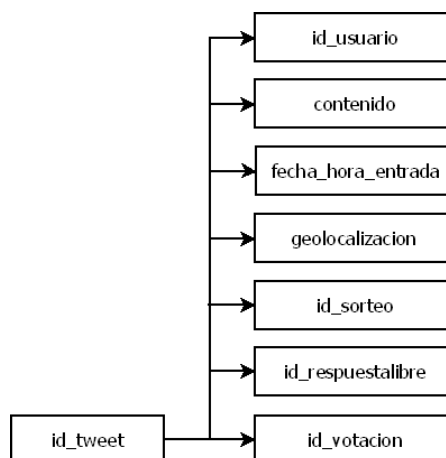 id_usuario
contenido
fecha_hora_entrada
geolocalizacion
id_sorteo
id_respuestalibre
id_tweet
id_votacion